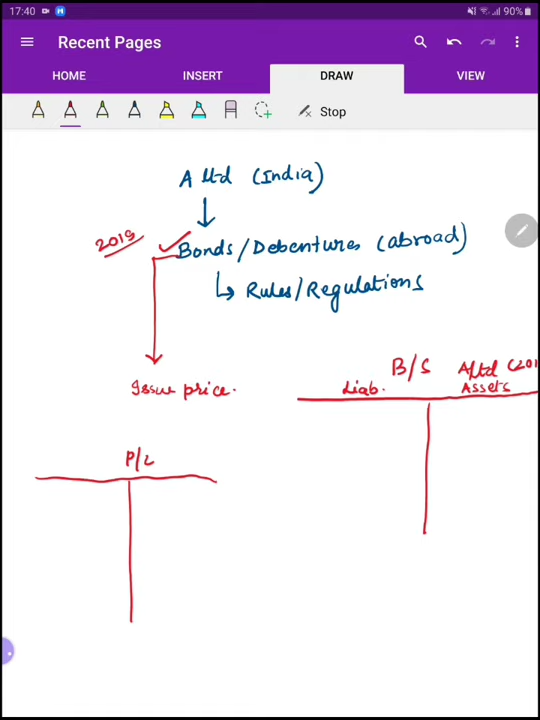 17:40 90%
Recent Pages
HOME INSERT DRAW VIEW
Stop
A ltd (India)
2019 Bonds/Debentures (abroad)
Rules/Regulations
Issue price.
B/S A ltd (201
Liab. Assets
P/L